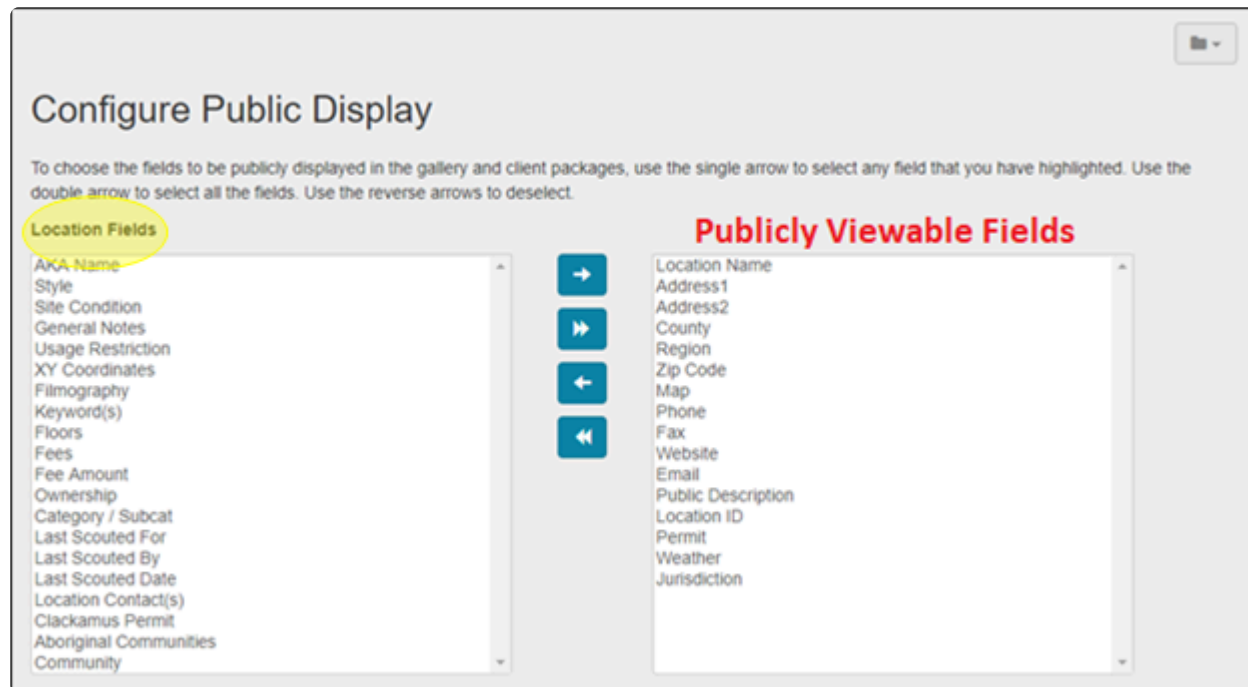 Configure Public Display
To choose the fields to be publicly displayed in the gallery and client packages, use the single arrow to select any field that you have highlighted. Use the
double arrow to select all the fields. Use the reverse arrows to deselect.
Location Fields
Publicly Viewable Fields
AKA Name
Style
Site Condition
General Notes
Usage Restriction
XY Coordinates
Filmography
Keyword(s)
Floors
Fees
Fee Amount
Ownership
Category / Subcat
Last Scouted For
Last Scouted By
Last Scouted Date
Location Contact(s)
Clackamus Permit
Aboriginal Communities
Community
Location Name
Address1
Address2
County
Region
Zip Code
Map
Phone
Fax
Website
Email
Public Description
Location ID
Permit
Weather
Jurisdiction